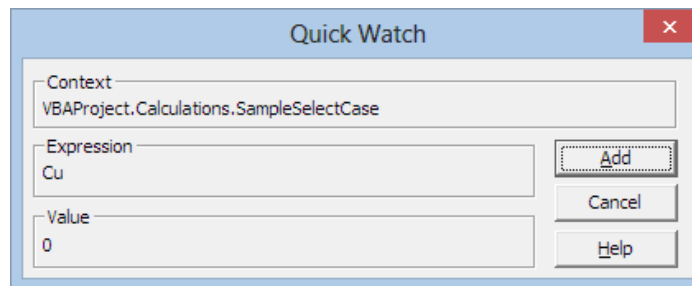 Quick Watch
Context
VBAProject.Calculations.SampleSelectCase
Expression
Cu
Add
Cancel
Value
0
Help